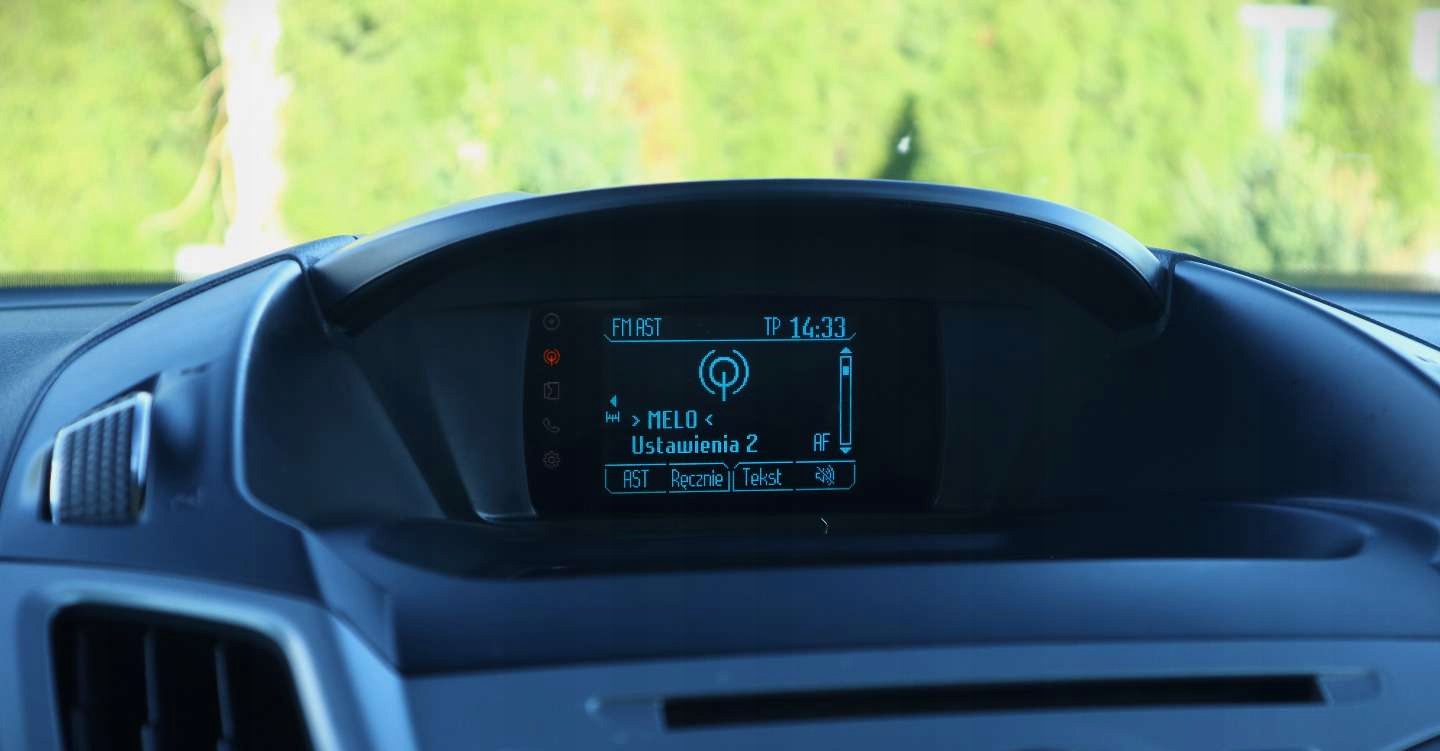 FM AST TP 14:33
> MELO <
Ustawienia 2 AF
AST Ręcznie Tekst